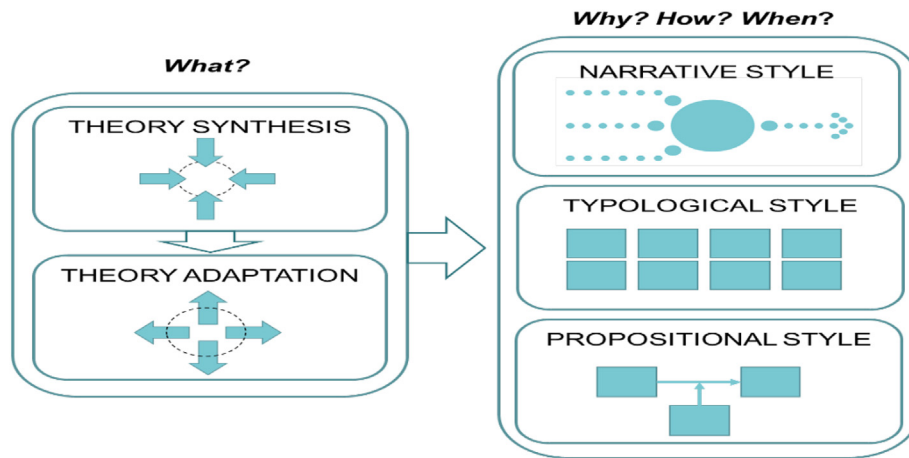 What?
THEORY SYNTHESIS
THEORY ADAPTATION
Why? How? When?
NARRATIVE STYLE
TYPOLOGICAL STYLE
PROPOSITIONAL STYLE